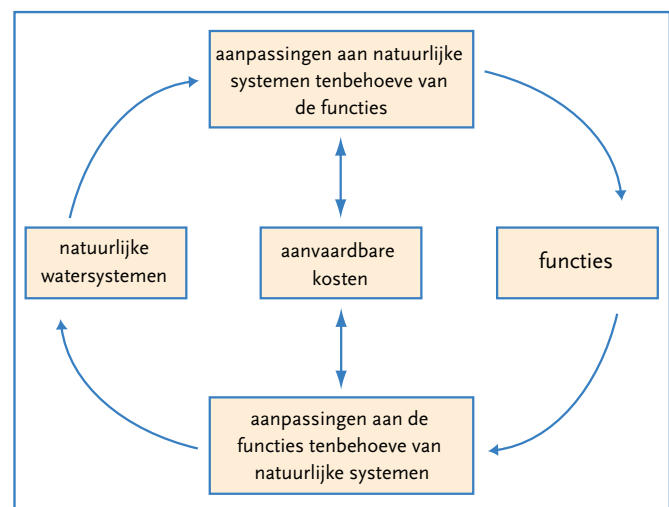 aanpassingen aan natuurlijke
systemen tenbehoeve van
de functies
natuurlijke
watersystemen
aanvaardbare
kosten
functies
aanpassingen aan de
functies tenbehoeve van
natuurlijke systemen